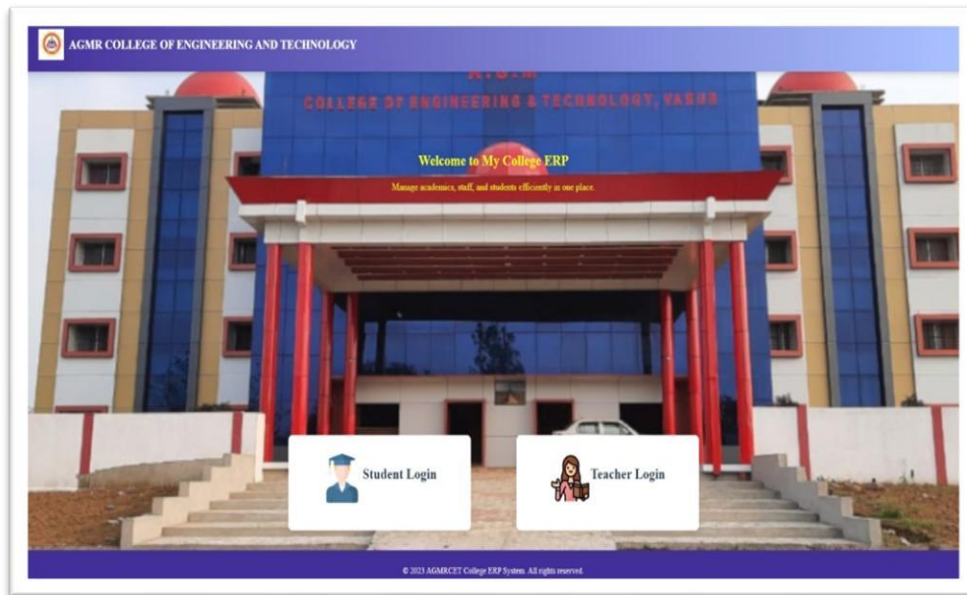 AGMR COLLEGE OF ENGINEERING AND TECHNOLOGY
COLLEGE OF ENGINEERING & TECHNOLOGY, VARUR
Welcome to My College ERP
Manage academics, staff, and students efficiently in one place.
Student Login
Teacher Login
© 2023 AGMRCET College ERP System. All rights reserved.